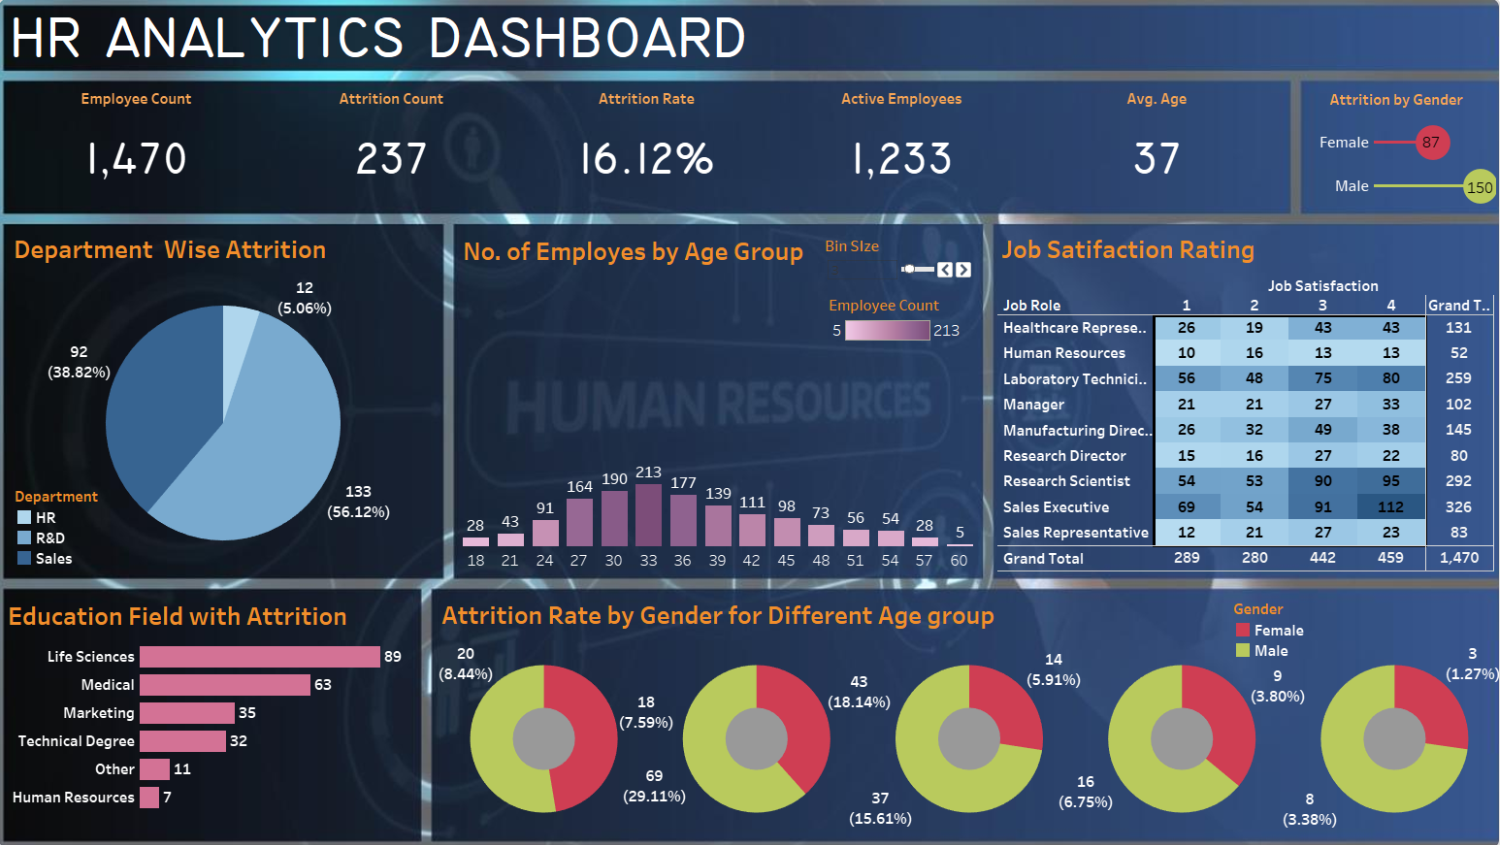 HR ANALYTICS DASHBOARD
Employee Count
1,470
Attrition Count
237
Attrition Rate
16.12%
Active Employees
1,233
Avg. Age
37
Attrition by Gender
Female 87
Male 150
Department Wise Attrition
12
(5.06%)
92
(38.82%)
133
(56.12%)
Department
HR
R&D
Sales
No. of Employes by Age Group
Bin SIze
Employee Count
5 213
HUMAN RESOURCES
28 43 91 164 190 213 177 139 111 98 73 56 54 28 5
18 21 24 27 30 33 36 39 42 45 48 51 54 57 60
Job Satifaction Rating
Job Satisfaction
Job Role 1 2 3 4 Grand T..
Healthcare Represe.. 26 19 43 43 131
Human Resources 10 16 13 13 52
Laboratory Technici.. 56 48 75 80 259
Manager 21 21 27 33 102
Manufacturing Direc.. 26 32 49 38 145
Research Director 15 16 27 22 80
Research Scientist 54 53 90 95 292
Sales Executive 69 54 91 112 326
Sales Representative 12 21 27 23 83
Grand Total 289 280 442 459 1,470
Education Field with Attrition
Life Sciences 89
Medical 63
Marketing 35
Technical Degree 32
Other 11
Human Resources 7
Attrition Rate by Gender for Different Age group
Gender
Female
Male
20
(8.44%)
18
(7.59%)
69
(29.11%)
43
(18.14%)
37
(15.61%)
14
(5.91%)
16
(6.75%)
9
(3.80%)
8
(3.38%)
3
(1.27%)